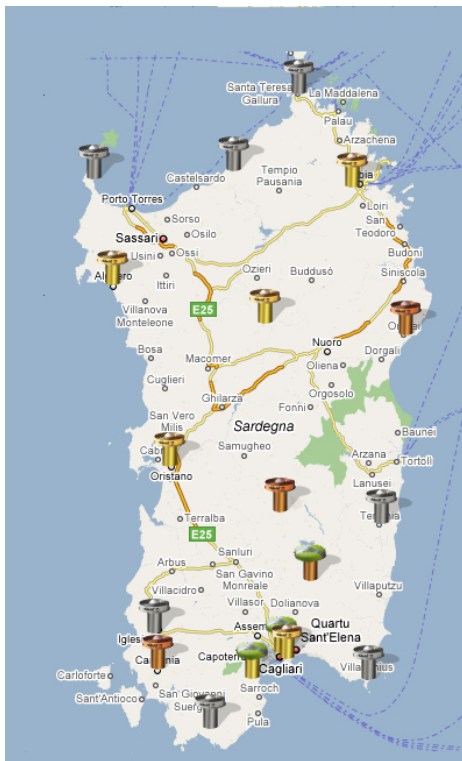 Santa Teresa
Gallura
La Maddalena
Palau
Arzachena
Porto Torres
Castelsardo
Tempio
Pausania
Loiri
Sorso
San
Teodoro
Sassari
Osilo
Budoni
Usini
Ossi
Siniscola
Ittiri
Ozieri
Buddusò
E25
Villanova
Monteleone
Bosa
Nuoro
Macomer
Oliena
Dorgali
Cuglieri
Orgosolo
Ghilarza
Fonni
San Vero
Milis
Sardegna
Baunei
Samugheo
Arzana
Tortolì
Oristano
Lanusei
Terralba
E25
Sanluri
Arbus
San Gavino
Monreale
Villacidro
Villaputzu
Villasor
Dolianova
Quartu
Sant'Elena
Carloforte
Cagliari
Sant'Antioco
Sarroch
Pula